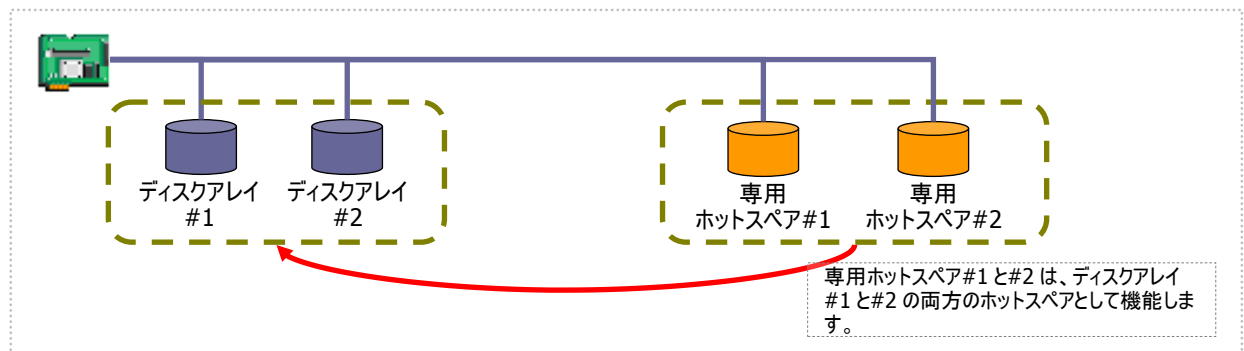 ディスクアレイ
#1
ディスクアレイ
#2
専用
ホットスペア#1
専用
ホットスペア#2
専用ホットスペア#1 と#2 は、ディスクアレイ
#1 と#2 の両方のホットスペアとして機能しま
す。